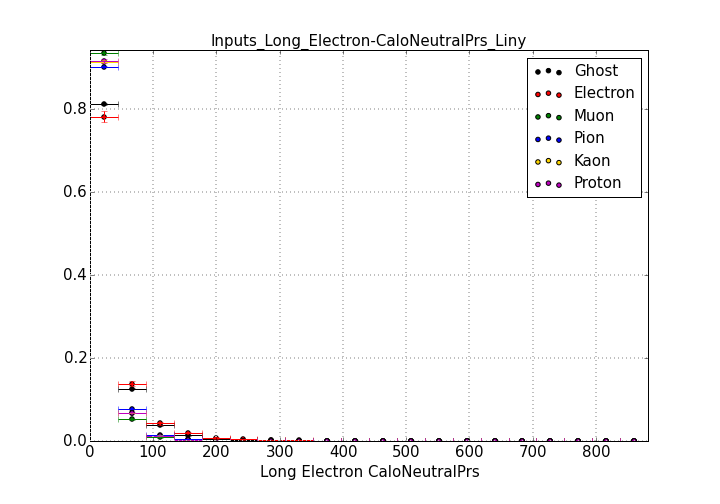 Inputs_Long_Electron-CaloNeutralPrs_Liny
Ghost
Electron
Muon
Pion
Kaon
Proton
0.8
0.6
0.4
0.2
0.0
0 100 200 300 400 500 600 700 800
Long Electron CaloNeutralPrs